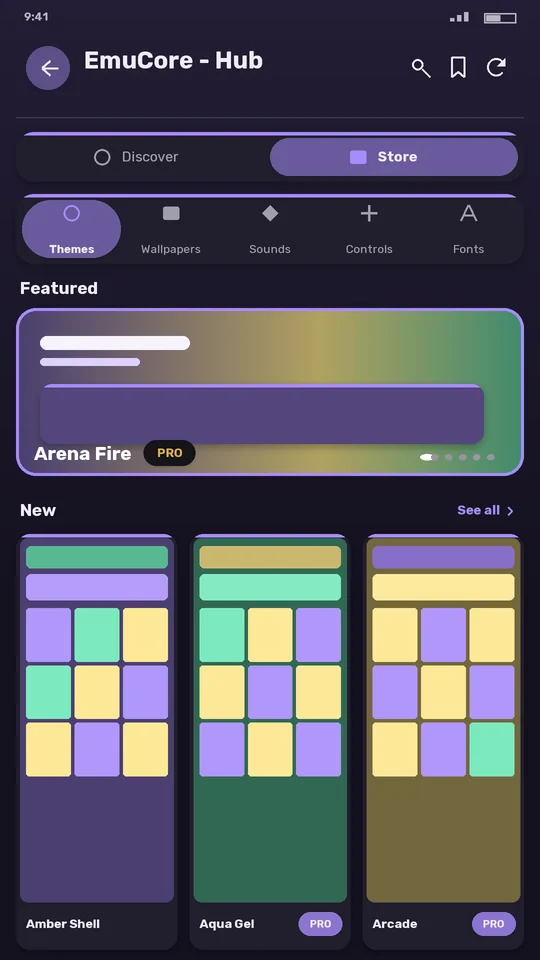 9:41
EmuCore - Hub
Discover
Store
Themes
Wallpapers
Sounds
Controls
Fonts
Featured
Arena Fire
PRO
New
See all
Amber Shell
Aqua Gel
PRO
Arcade
PRO